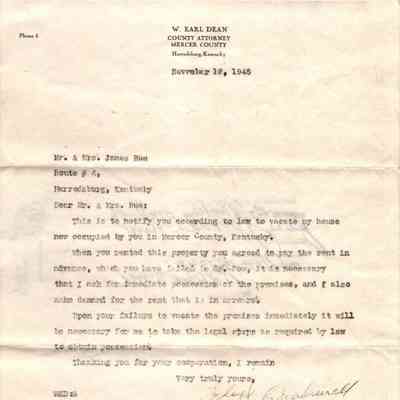 W. EARL DEAN
COUNTY ATTORNEY
MERCER COUNTY
Harrodsburg, Kentucky
Phone 5
November 12, 1945
Mr. & Mrs. James Rue
Route # 4,
Harrodsburg, Kentucky
Dear Mr. & Mrs. Rue:
This is to notify you according to law to vacate my house
now occupied by you in Mercer County, Kentucky.
When you rented this property you agreed to pay the rent in
advance, which you have failed to do. Now, it is necessary
that I ask for immediate possession of the premises, and I also
make demand for the rent that is in arrears.
Upon your failure to vacate the premises immediately it will
be necessary for me to take the legal steps as required by law
to obtain possession.
Thanking you for your cooperation, I remain
Very truly yours,
WED: